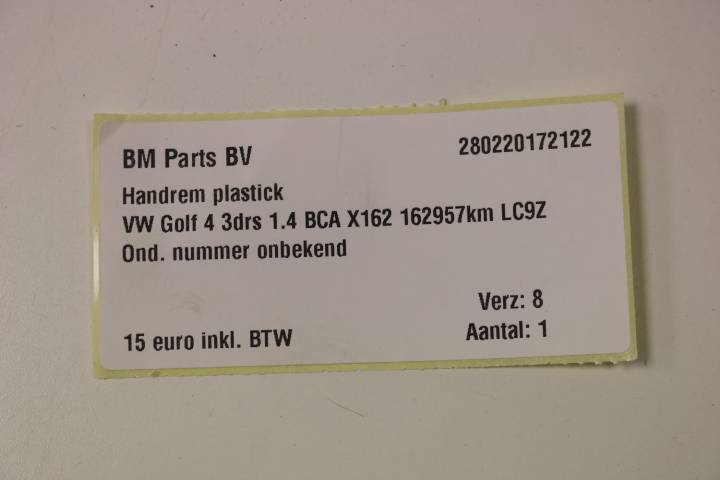 BM Parts BV
280220172122
Handrem plastick
VW Golf 4 3drs 1.4 BCA X162 162957km LC9Z
Ond. nummer onbekend
Verz: 8
15 euro inkl. BTW
Aantal: 1